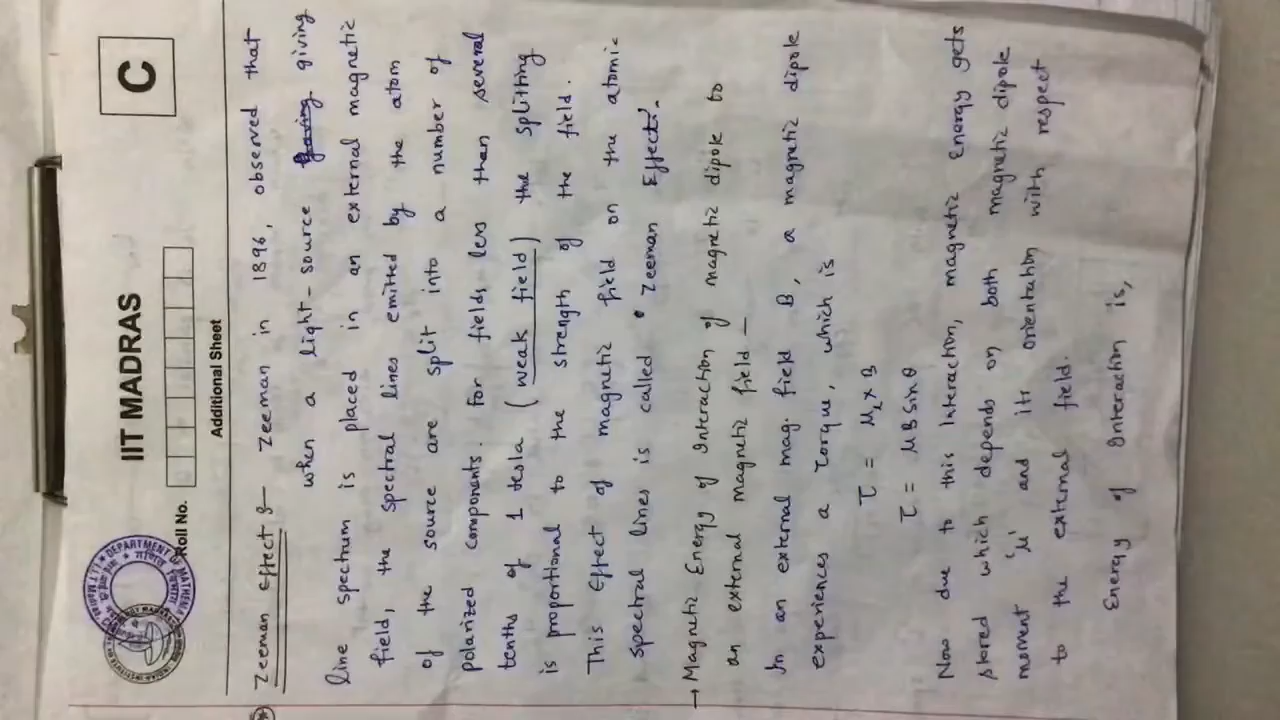 IIT MADRAS
C
Roll No.
Additional Sheet
Zeeman Effect :- Zeeman in 1896, observed that
when a light-source giving
line spectrum is placed in an external magnetic
field, the spectral lines emitted by the atom
of the source are split into a number of
polarized components. for fields less than several
tenths of 1 tesla (weak field) the splitting
is proportional to the strength of the field.
This Effect of magnetic field on the atomic
spectral lines is called 'Zeeman Effect'.
→ Magnetic Energy of Interaction of magnetic dipole to
an external magnetic field —
In an external mag. field B, a magnetic dipole
experiences a torque, which is
τ = μ_L × B
τ = μB sinθ
Now due to this interaction, magnetic Energy gets
stored which depends on both magnetic dipole
moment 'μ' and its orientation with respect
to the external field.
Energy of Interaction is,